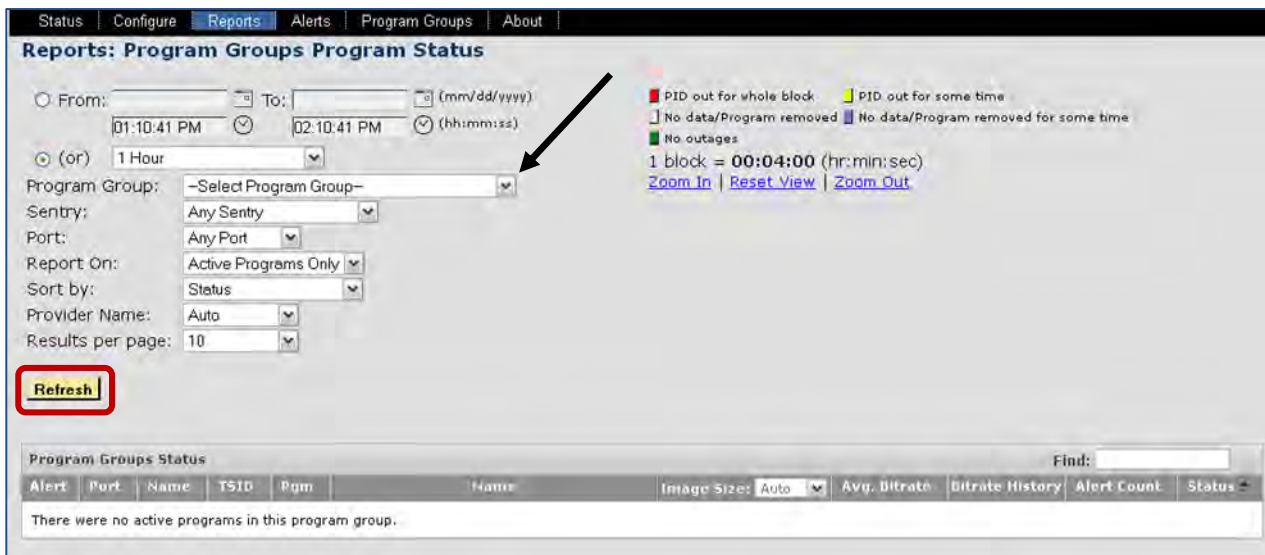 Status Configure Reports Alerts Program Groups About
Reports: Program Groups Program Status
From: To: (mm/dd/yyyy)
01:10:41 PM 02:10:41 PM (hh:mm:ss)
(or) 1 Hour
Program Group: --Select Program Group--
Sentry: Any Sentry
Port: Any Port
Report On: Active Programs Only
Sort by: Status
Provider Name: Auto
Results per page: 10
Refresh
PID out for whole block PID out for some time
No data/Program removed No data/Program removed for some time
No outages
1 block = 00:04:00 (hr:min:sec)
Zoom In | Reset View | Zoom Out
Program Groups Status Find:
Alert Port Name TSID Pgm Name Image Size: Auto Avg. Bitrate Bitrate History Alert Count Status
There were no active programs in this program group.